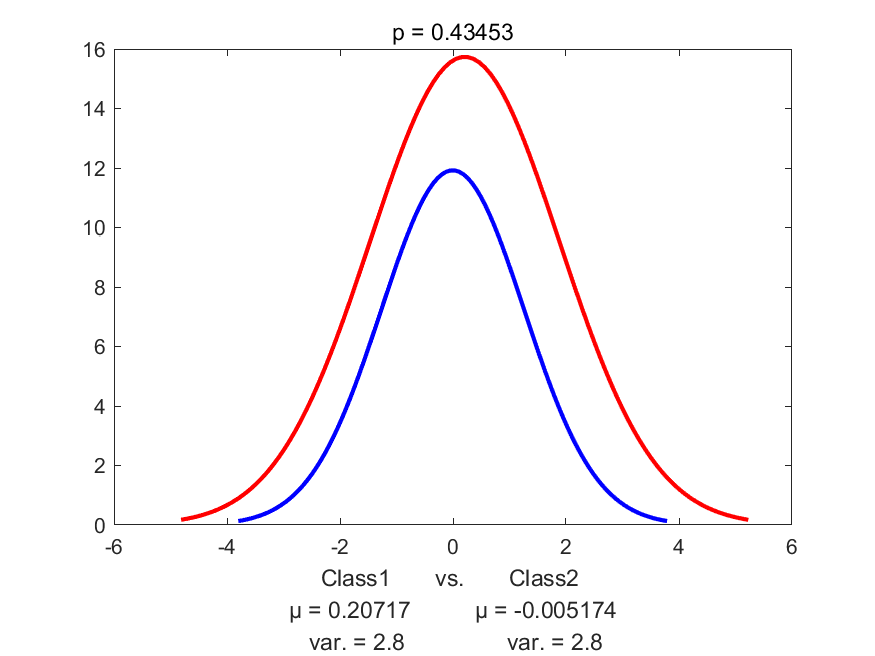 p = 0.43453
16
14
12
10
8
6
4
2
0
-6 -4 -2 0 2 4 6
Class1 vs. Class2
μ = 0.20717 μ = -0.005174
var. = 2.8 var. = 2.8